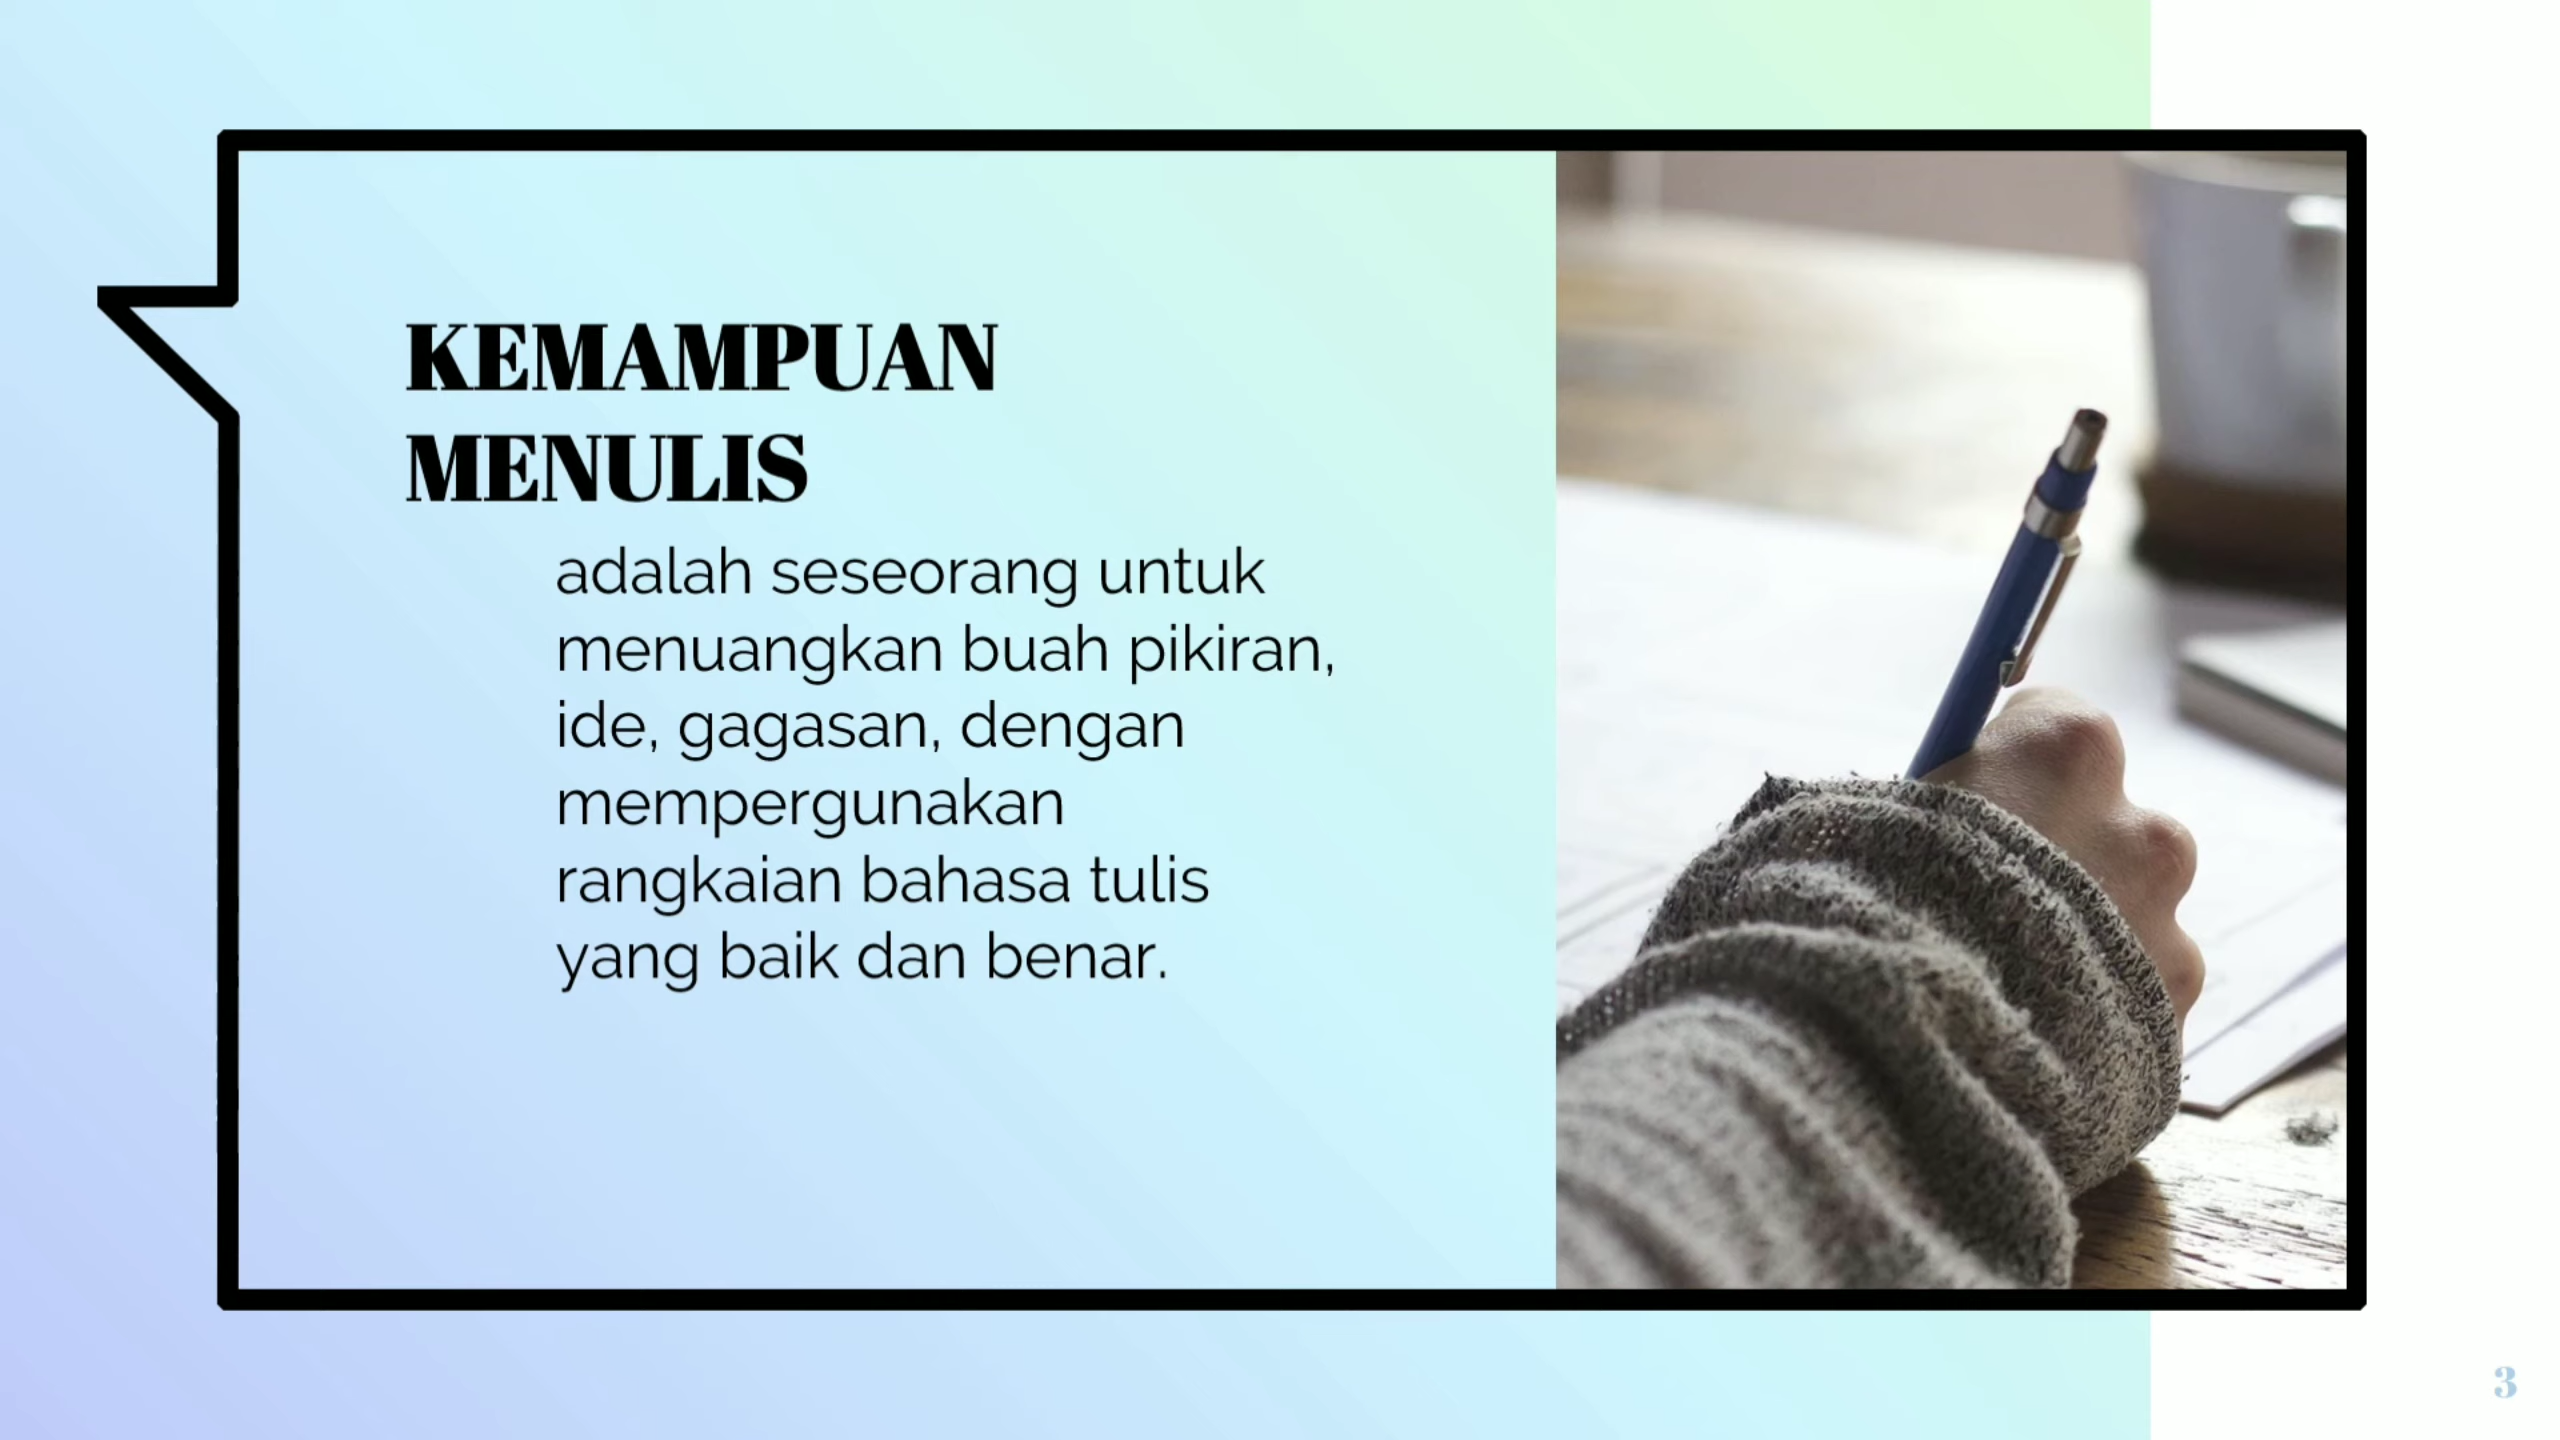 KEMAMPUAN
MENULIS
adalah seseorang untuk
menuangkan buah pikiran,
ide, gagasan, dengan
mempergunakan
rangkaian bahasa tulis
yang baik dan benar.
3